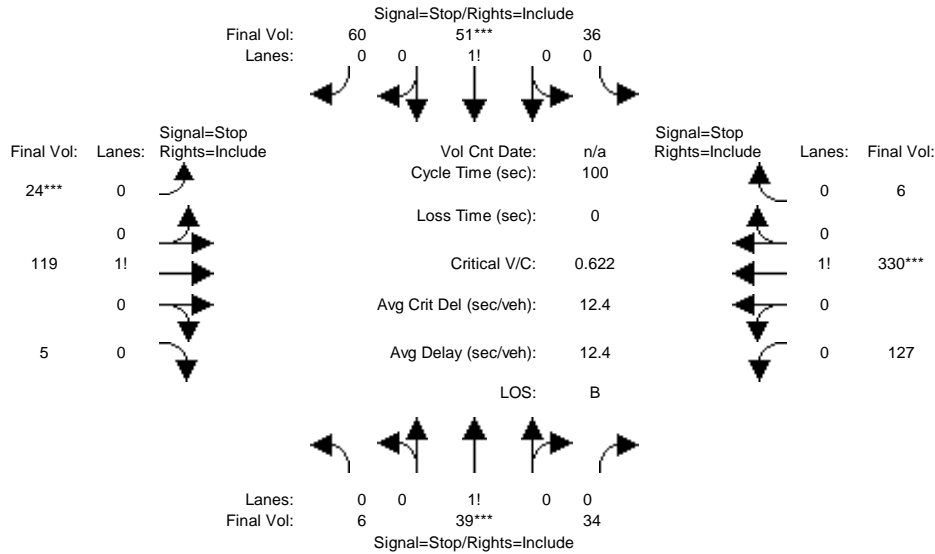 Signal=Stop/Rights=Include
Final Vol: 60 51*** 36
Lanes: 0 0 1! 0 0
Signal=Stop Signal=Stop
Final Vol: Lanes: Rights=Include Vol Cnt Date: n/a Rights=Include Lanes: Final Vol:
Cycle Time (sec): 100
24*** 0 0 6
Loss Time (sec): 0
0 0
119 1! Critical V/C: 0.622 1! 330***
0 Avg Crit Del (sec/veh): 12.4 0
5 0 Avg Delay (sec/veh): 12.4 0 127
LOS: B
Lanes: 0 0 1! 0 0
Final Vol: 6 39*** 34
Signal=Stop/Rights=Include